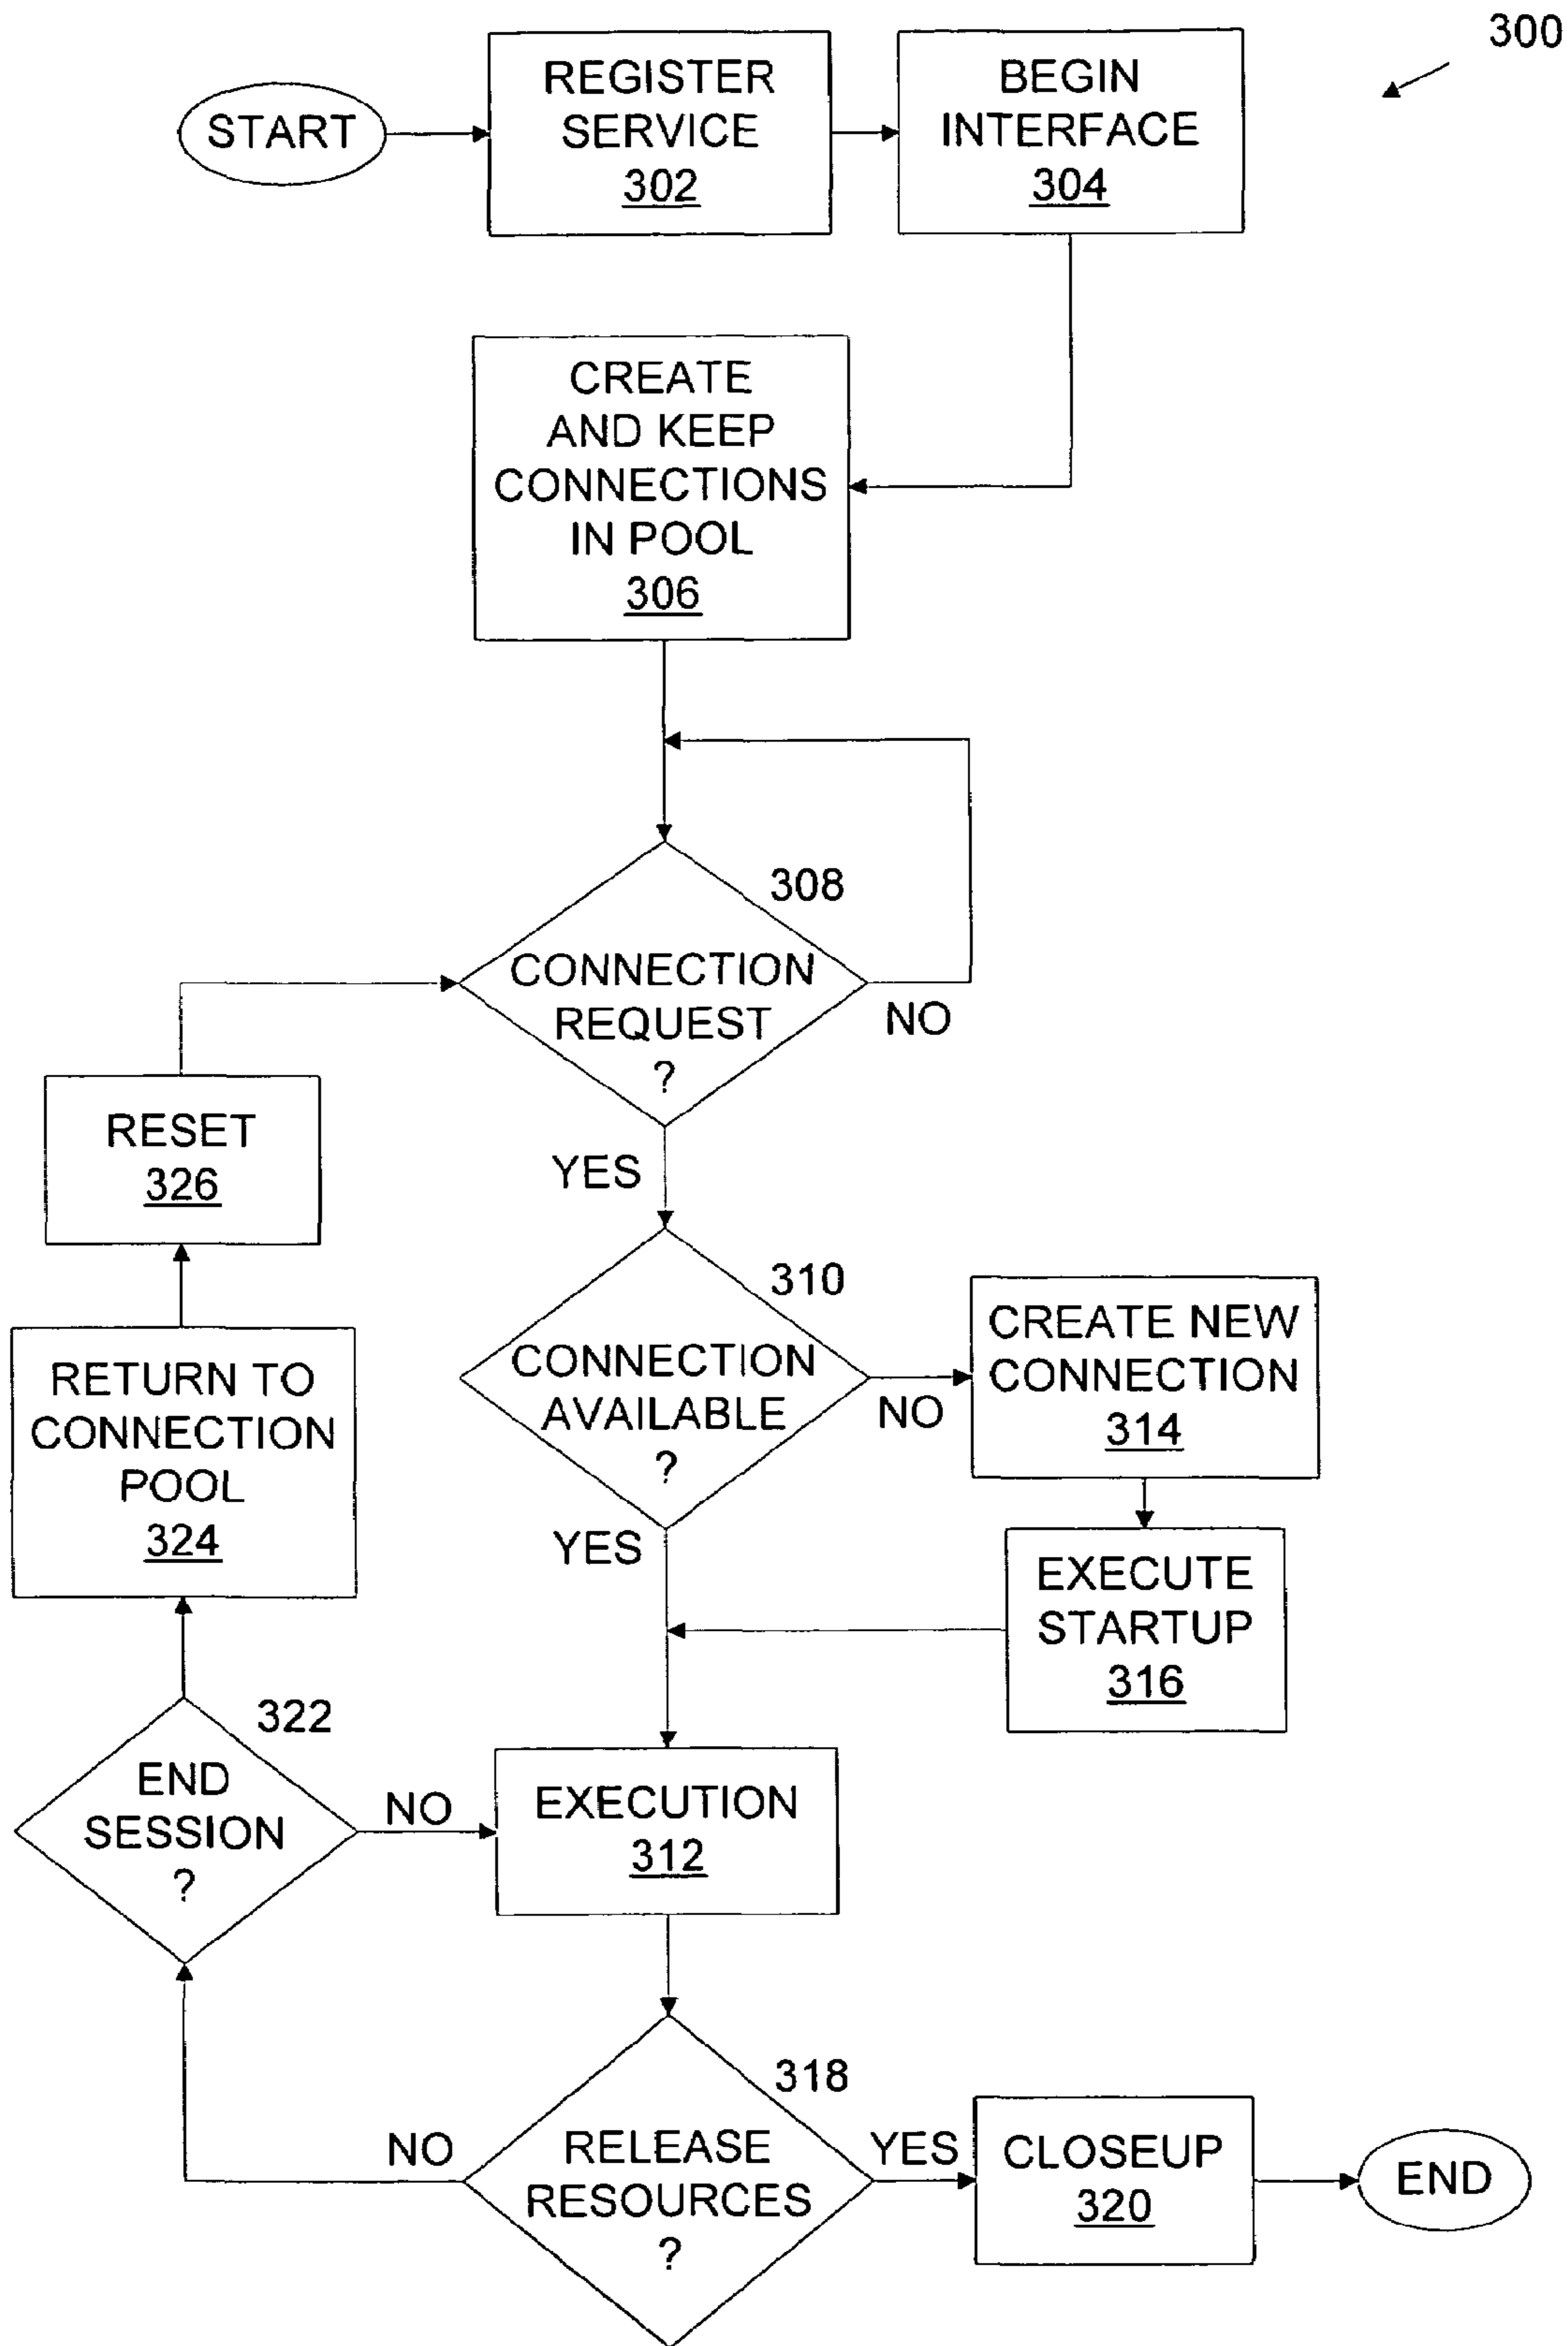 300
START
REGISTER
SERVICE
302
BEGIN
INTERFACE
304
CREATE
AND KEEP
CONNECTIONS
IN POOL
306
308
CONNECTION
REQUEST
?
NO
YES
RESET
326
310
CONNECTION
AVAILABLE
?
NO
YES
CREATE NEW
CONNECTION
314
RETURN TO
CONNECTION
POOL
324
EXECUTE
STARTUP
316
322
END
SESSION
?
NO
EXECUTION
312
318
RELEASE
RESOURCES
?
NO
YES
CLOSEUP
320
END